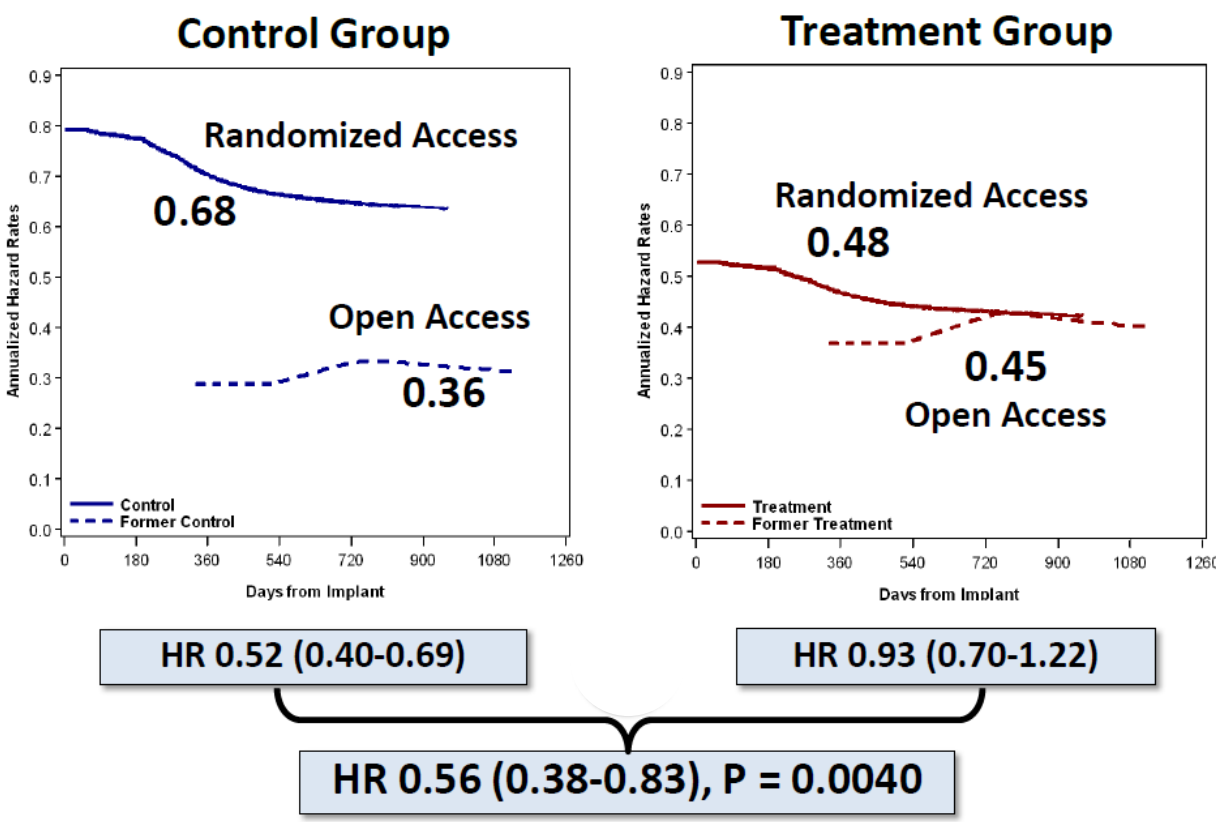 Control Group
Annualized Hazard Rates
0.9
0.8
0.7
0.6
0.5
0.4
0.3
0.2
0.1
0.0
Randomized Access
0.68
Open Access
0.36
Control
Former Control
0 180 360 540 720 900 1080 1260
Days from Implant
HR 0.52 (0.40-0.69)
Treatment Group
Annualized Hazard Rates
0.9
0.8
0.7
0.6
0.5
0.4
0.3
0.2
0.1
0.0
Randomized Access
0.48
0.45
Open Access
Treatment
Former Treatment
0 180 360 540 720 900 1080 1260
Days from Implant
HR 0.93 (0.70-1.22)
HR 0.56 (0.38-0.83), P = 0.0040